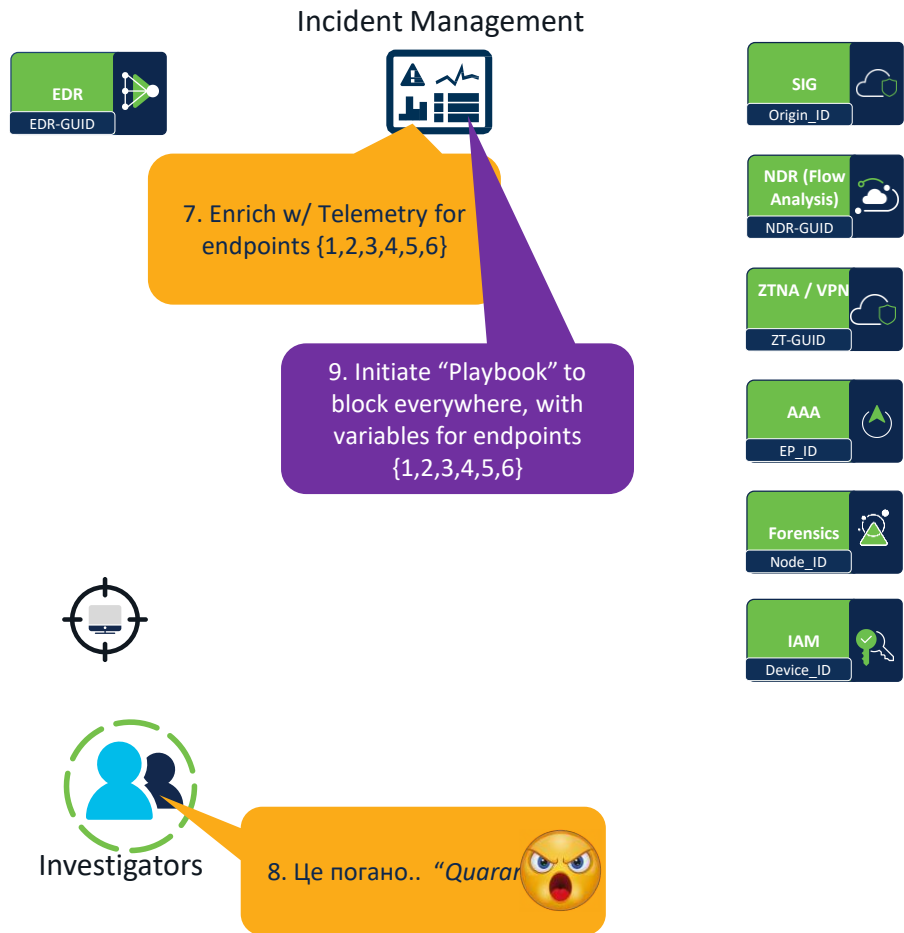 Incident Management
EDR
EDR-GUID
SIG
Origin_ID
7. Enrich w/ Telemetry for
endpoints {1,2,3,4,5,6}
NDR (Flow
Analysis)
NDR-GUID
ZTNA / VPN
ZT-GUID
9. Initiate “Playbook” to
block everywhere, with
variables for endpoints
{1,2,3,4,5,6}
AAA
EP_ID
Forensics
Node_ID
IAM
Device_ID
Investigators
8. Це погано.. “